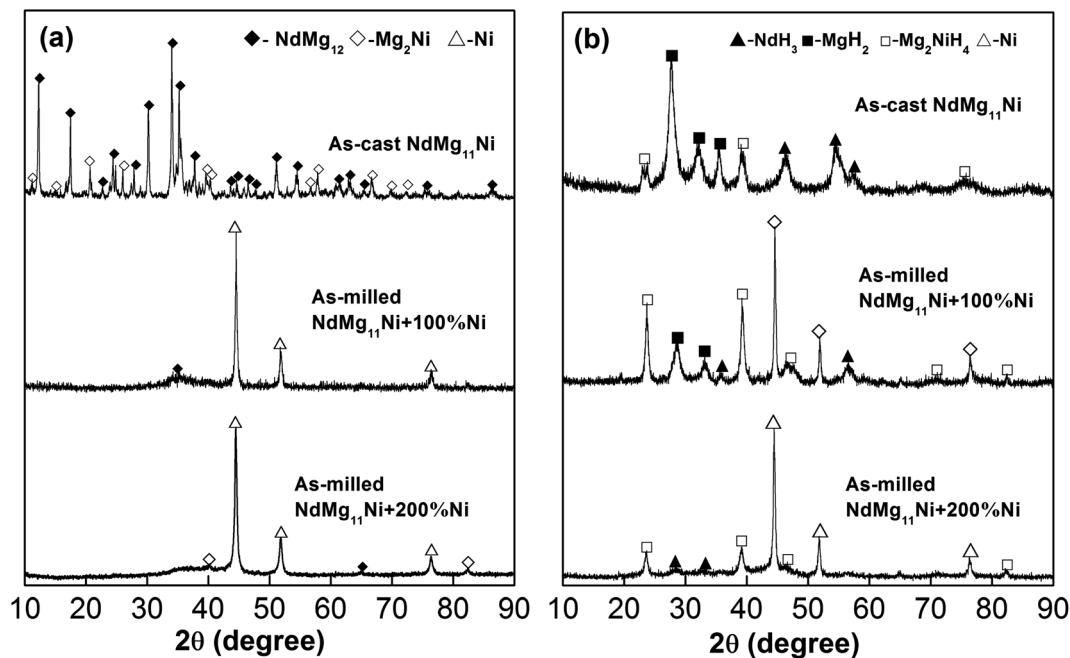 (a)
◆- NdMg₁₂ ◇-Mg₂Ni △-Ni
As-cast NdMg₁₁Ni
As-milled
NdMg₁₁Ni+100%Ni
As-milled
NdMg₁₁Ni+200%Ni
10 20 30 40 50 60 70 80 90
2θ (degree)
(b)
▲-NdH₃ ■-MgH₂ □-Mg₂NiH₄ △-Ni
As-cast NdMg₁₁Ni
As-milled
NdMg₁₁Ni+100%Ni
As-milled
NdMg₁₁Ni+200%Ni
10 20 30 40 50 60 70 80 90
2θ (degree)